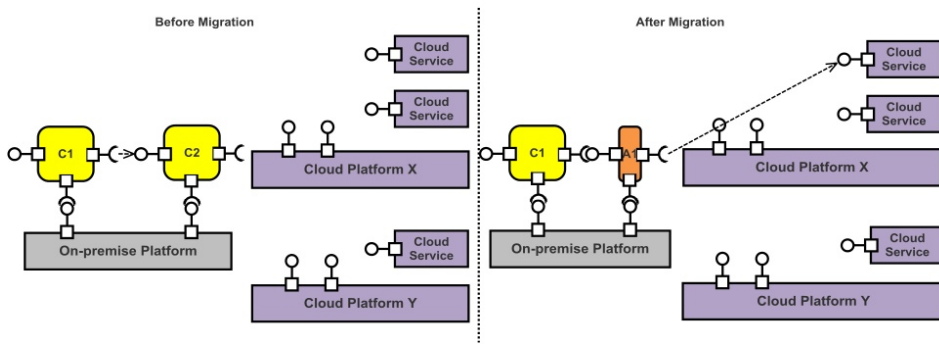 Before Migration
Cloud
Service
Cloud
Service
C1
C2
Cloud Platform X
On-premise Platform
Cloud
Service
Cloud Platform Y
After Migration
Cloud
Service
Cloud
Service
C1
A1
Cloud Platform X
On-premise Platform
Cloud
Service
Cloud Platform Y